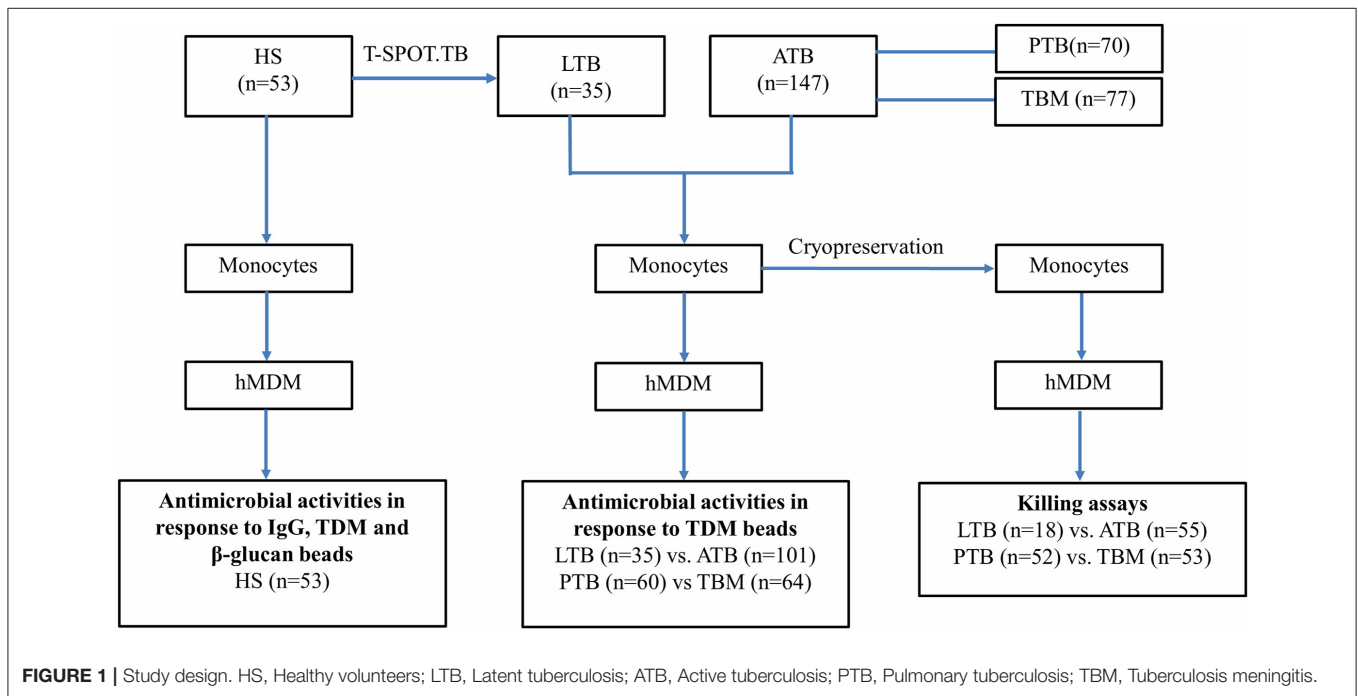 HS
(n=53)
T-SPOT.TB
LTB
(n=35)
ATB
(n=147)
PTB(n=70)
TBM (n=77)
Monocytes
Monocytes
Cryopreservation
Monocytes
hMDM
hMDM
hMDM
Antimicrobial activities in
response to IgG, TDM and
β-glucan beads
HS (n=53)
Antimicrobial activities in
response to TDM beads
LTB (n=35) vs. ATB (n=101)
PTB (n=60) vs TBM (n=64)
Killing assays
LTB (n=18) vs. ATB (n=55)
PTB (n=52) vs. TBM (n=53)
FIGURE 1 | Study design. HS, Healthy volunteers; LTB, Latent tuberculosis; ATB, Active tuberculosis; PTB, Pulmonary tuberculosis; TBM, Tuberculosis meningitis.